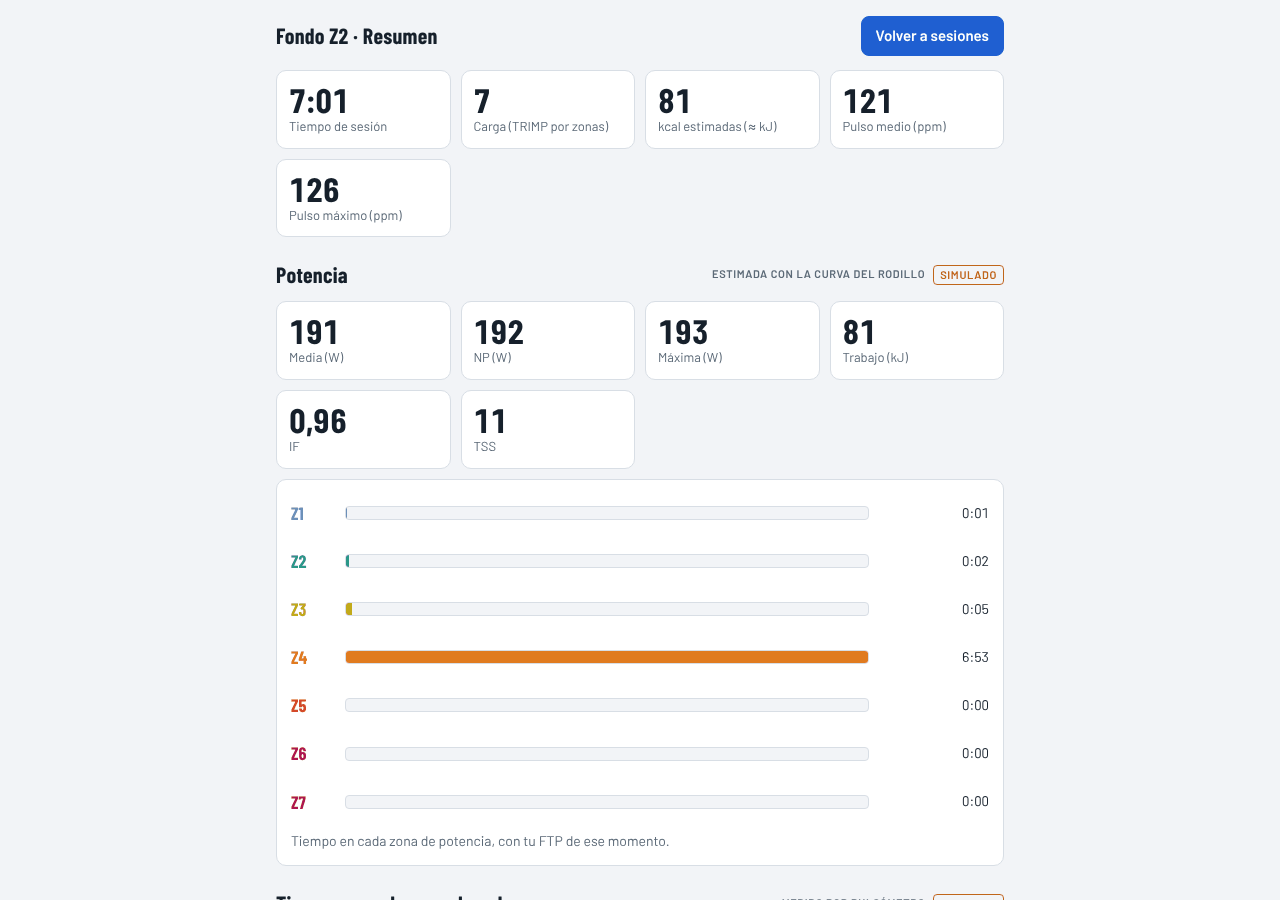 Fondo Z2 · Resumen
Volver a sesiones
7:01
Tiempo de sesión
7
Carga (TRIMP por zonas)
81
kcal estimadas (≈ kJ)
121
Pulso medio (ppm)
126
Pulso máximo (ppm)
Potencia
ESTIMADA CON LA CURVA DEL RODILLO
SIMULADO
191
Media (W)
192
NP (W)
193
Máxima (W)
81
Trabajo (kJ)
0,96
IF
11
TSS
Z1 0:01
Z2 0:02
Z3 0:05
Z4 6:53
Z5 0:00
Z6 0:00
Z7 0:00
Tiempo en cada zona de potencia, con tu FTP de ese momento.